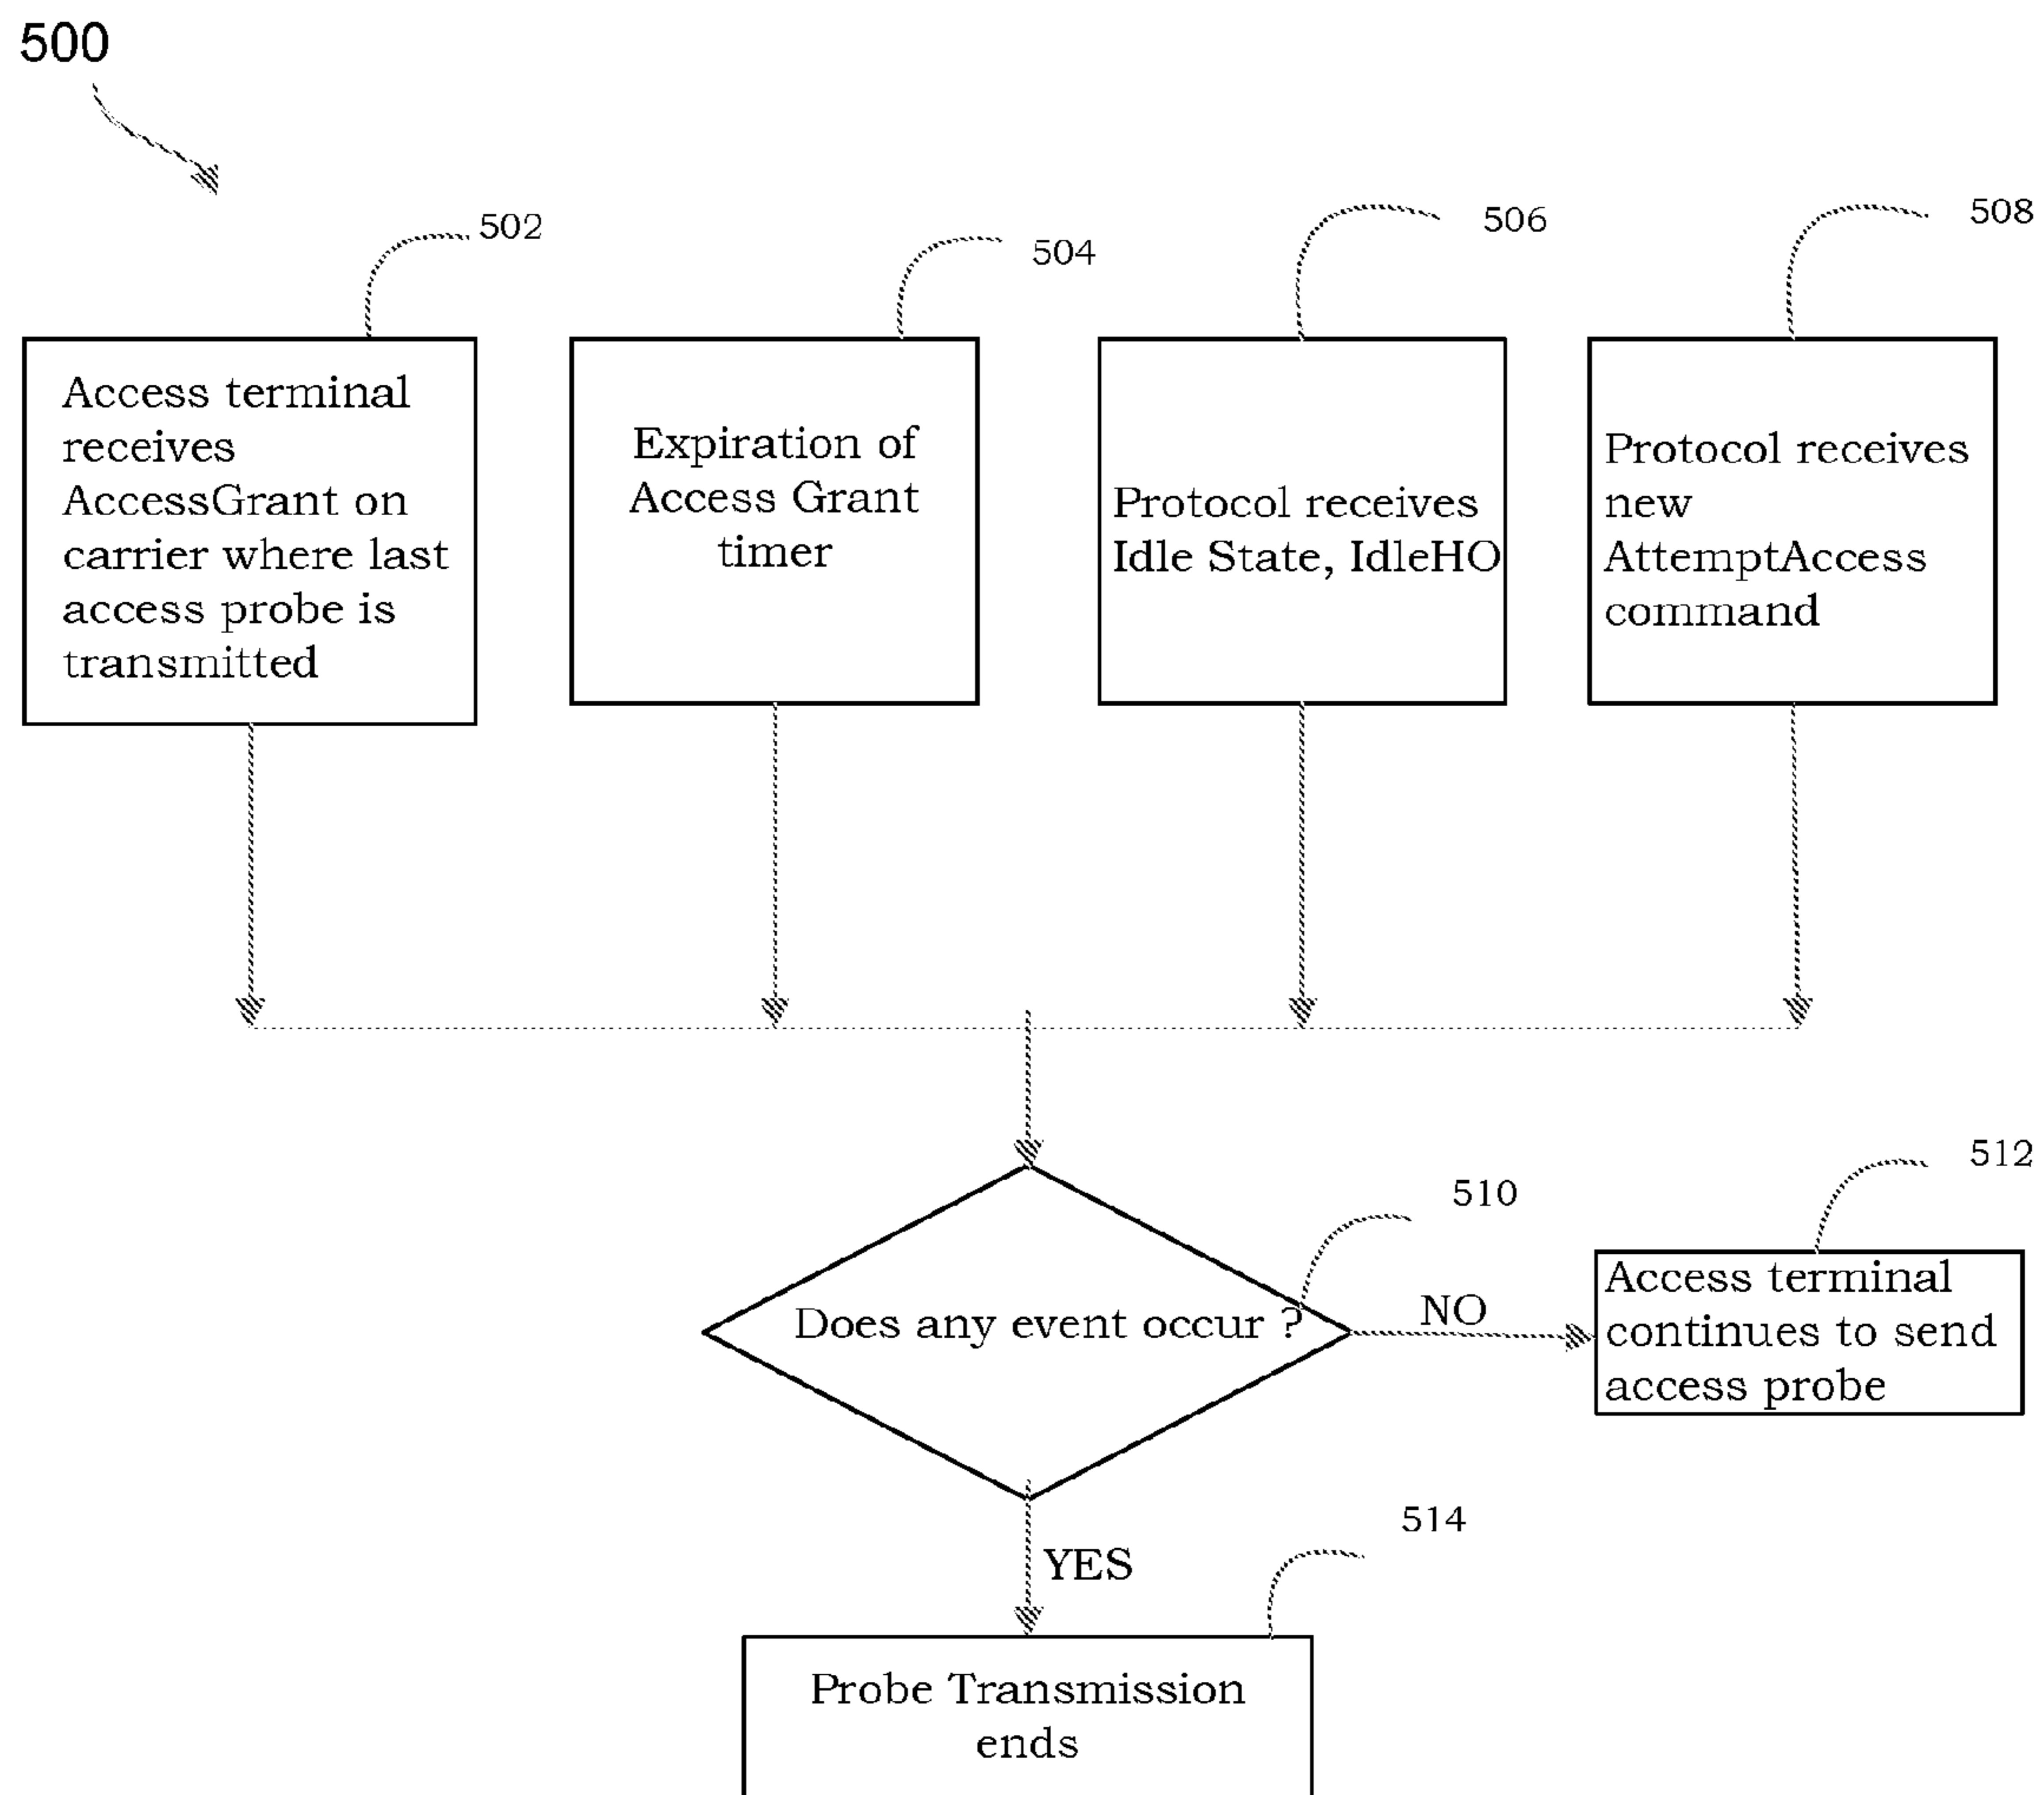 500
502
504
506
508
Access terminal
receives
AccessGrant on
carrier where last
access probe is
transmitted
Expiration of
Access Grant
timer
Protocol receives
Idle State, IdleHO
Protocol receives
new
AttemptAccess
command
510
512
Does any event occur ?
NO
Access terminal
continues to send
access probe
YES
514
Probe Transmission
ends